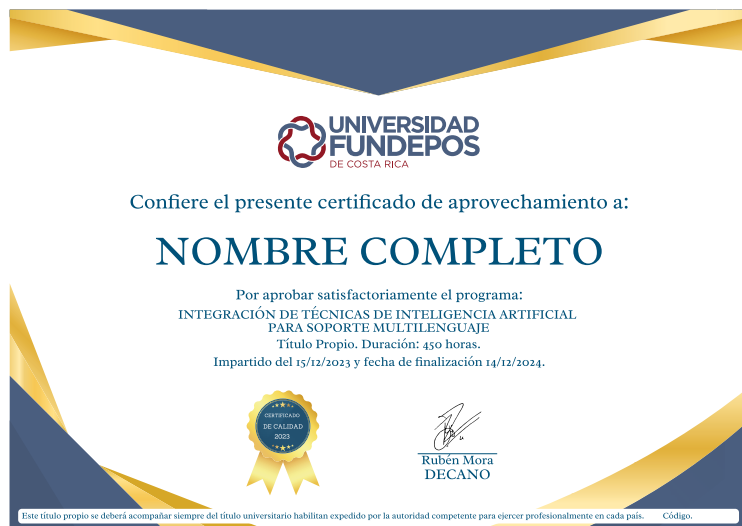 UNIVERSIDAD
FUNDEPOS
DE COSTA RICA
Confiere el presente certificado de aprovechamiento a:
NOMBRE COMPLETO
Por aprobar satisfactoriamente el programa:
INTEGRACIÓN DE TÉCNICAS DE INTELIGENCIA ARTIFICIAL
PARA SOPORTE MULTILENGUAJE
Título Propio. Duración: 450 horas.
Impartido del 15/12/2023 y fecha de finalización 14/12/2024.
CERTIFICADO
DE CALIDAD
2023
Rubén Mora
DECANO
Este título propio se deberá acompañar siempre del título universitario habilitan expedido por la autoridad competente para ejercer profesionalmente en cada país. Código.